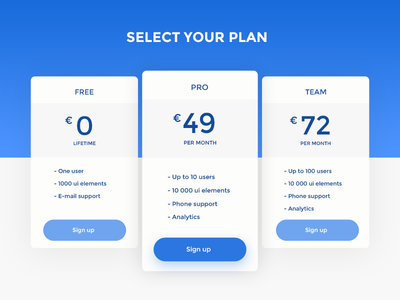 SELECT YOUR PLAN
FREE
€ 0
LIFETIME
- One user
- 1000 ui elements
- E-mail support
Sign up
PRO
€ 49
PER MONTH
- Up to 10 users
- 10 000 ui elements
- Phone support
- Analytics
Sign up
TEAM
€ 72
PER MONTH
- Up to 100 users
- 10 000 ui elements
- Phone support
- Analytics
Sign up